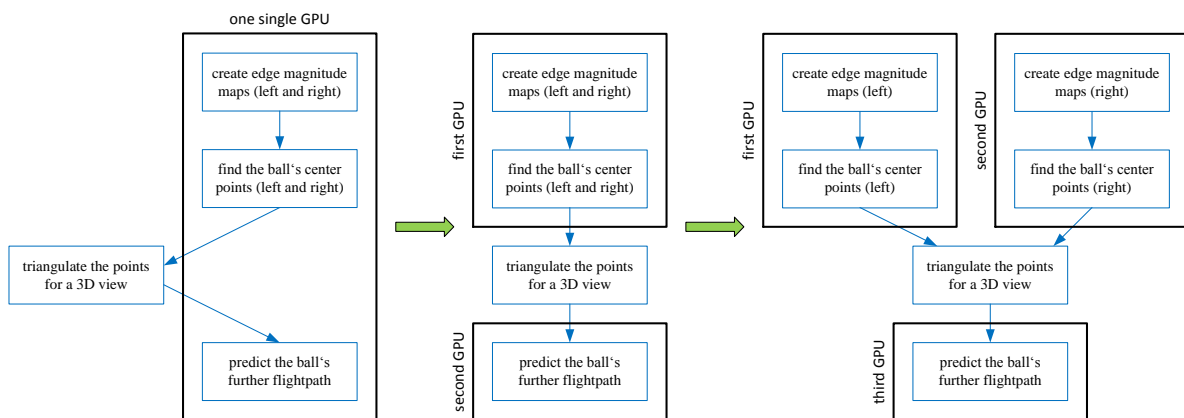 one single GPU
create edge magnitude
maps (left and right)
find the ball‘s center
points (left and right)
triangulate the points
for a 3D view
predict the ball‘s
further flightpath
first GPU
create edge magnitude
maps (left and right)
find the ball‘s center
points (left and right)
triangulate the points
for a 3D view
second GPU
predict the ball‘s
further flightpath
first GPU
create edge magnitude
maps (left)
find the ball‘s center
points (left)
second GPU
create edge magnitude
maps (right)
find the ball‘s center
points (right)
triangulate the points
for a 3D view
third GPU
predict the ball‘s
further flightpath